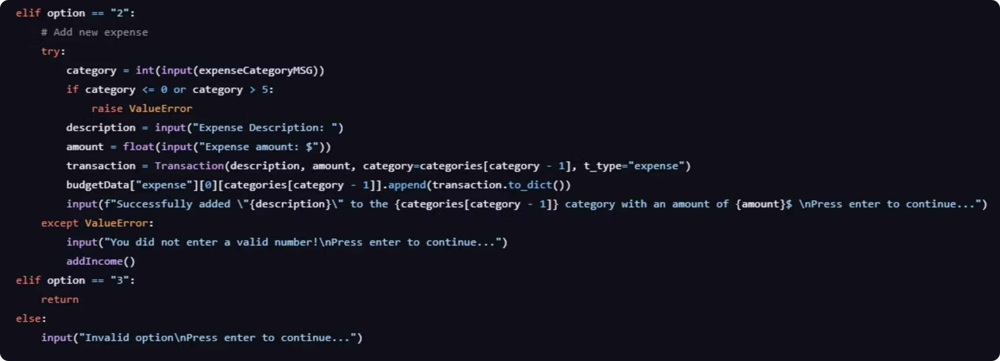 elif option == "2":
    # Add new expense
    try:
        category = int(input(expenseCategoryMSG))
        if category <= 0 or category > 5:
            raise ValueError
        description = input("Expense Description: ")
        amount = float(input("Expense amount: $"))
        transaction = Transaction(description, amount, category=categories[category - 1], t_type="expense")
        budgetData["expense"][0][categories[category - 1]].append(transaction.to_dict())
        input(f"Successfully added \"{description}\" to the {categories[category - 1]} category with an amount of {amount}$ \nPress enter to continue...")
    except ValueError:
        input("You did not enter a valid number!\nPress enter to continue...")
        addIncome()
elif option == "3":
    return
else:
    input("Invalid option\nPress enter to continue...")